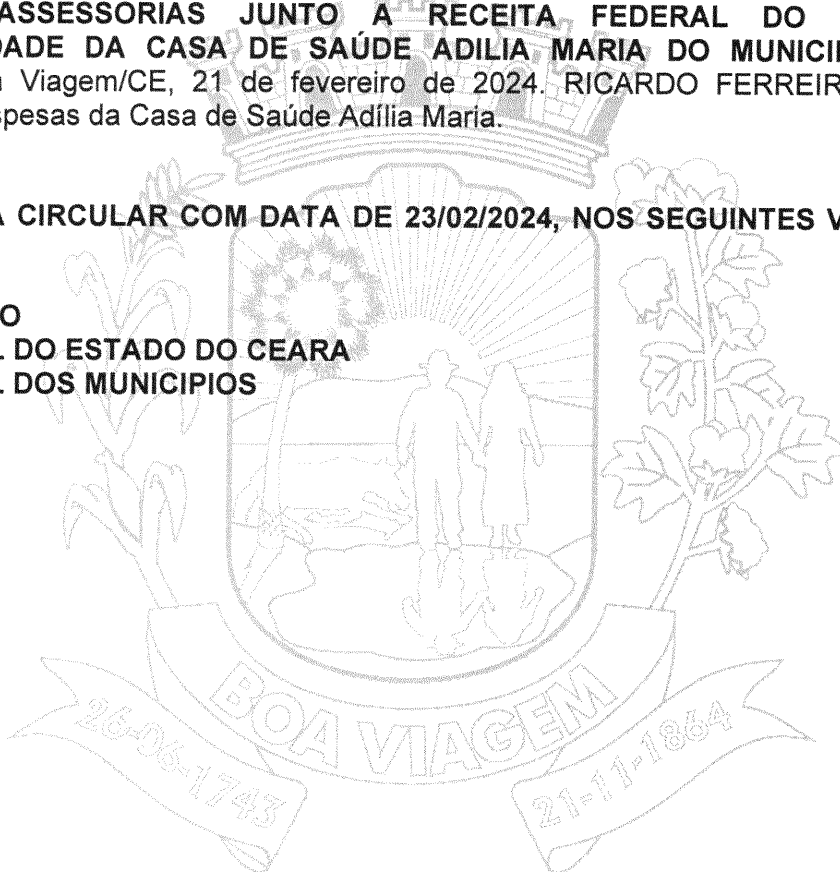 ASSESSORIAS JUNTO A RECEITA FEDERAL DO
DADE DA CASA DE SAÚDE ADILIA MARIA DO MUNICI
Viagem/CE, 21 de fevereiro de 2024. RICARDO FERREIR
spesas da Casa de Saúde Adília Maria.
A CIRCULAR COM DATA DE 23/02/2024, NOS SEGUINTES V
O
L DO ESTADO DO CEARA
L DOS MUNICIPIOS
BOA VIAGEM
26-06-1743
21-11-1864